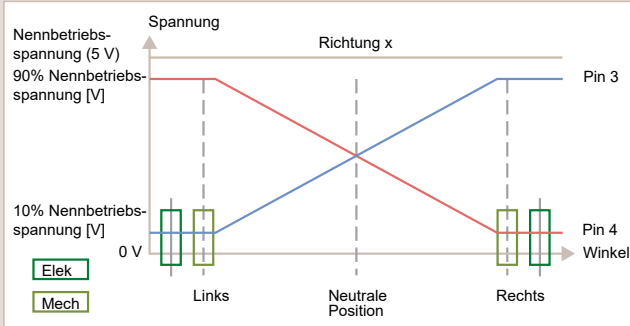 Spannung
Nennbetriebs-
spannung (5 V)
Richtung x
90% Nennbetriebs-
spannung [V]
Pin 3
10% Nennbetriebs-
spannung [V]
Pin 4
0 V
Winkel
Elek
Mech
Links
Neutrale
Position
Rechts